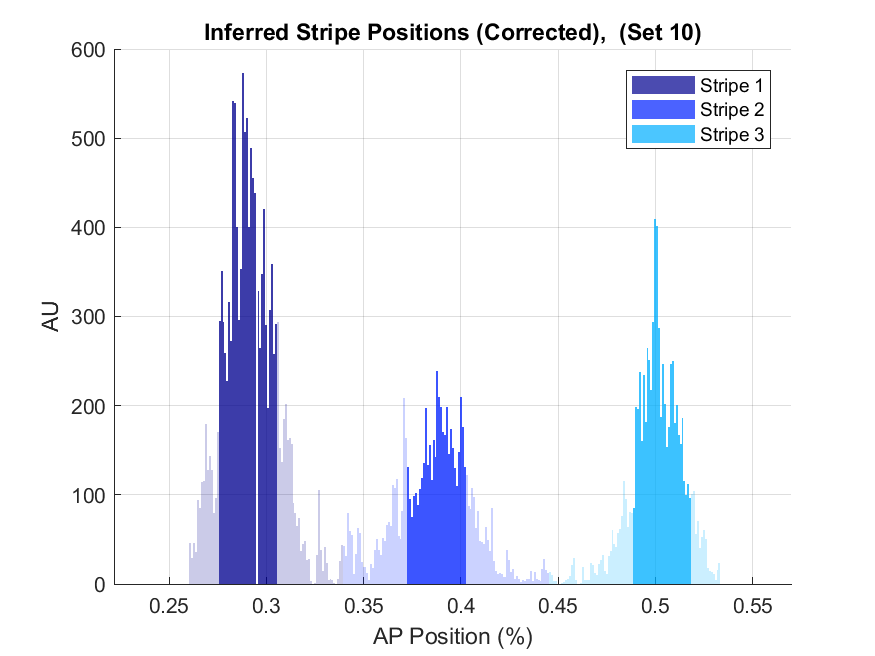 Inferred Stripe Positions (Corrected),  (Set 10)
600
500
400
300
200
100
0
AU
Stripe 1
Stripe 2
Stripe 3
0.25
0.3
0.35
0.4
0.45
0.5
0.55
AP Position (%)